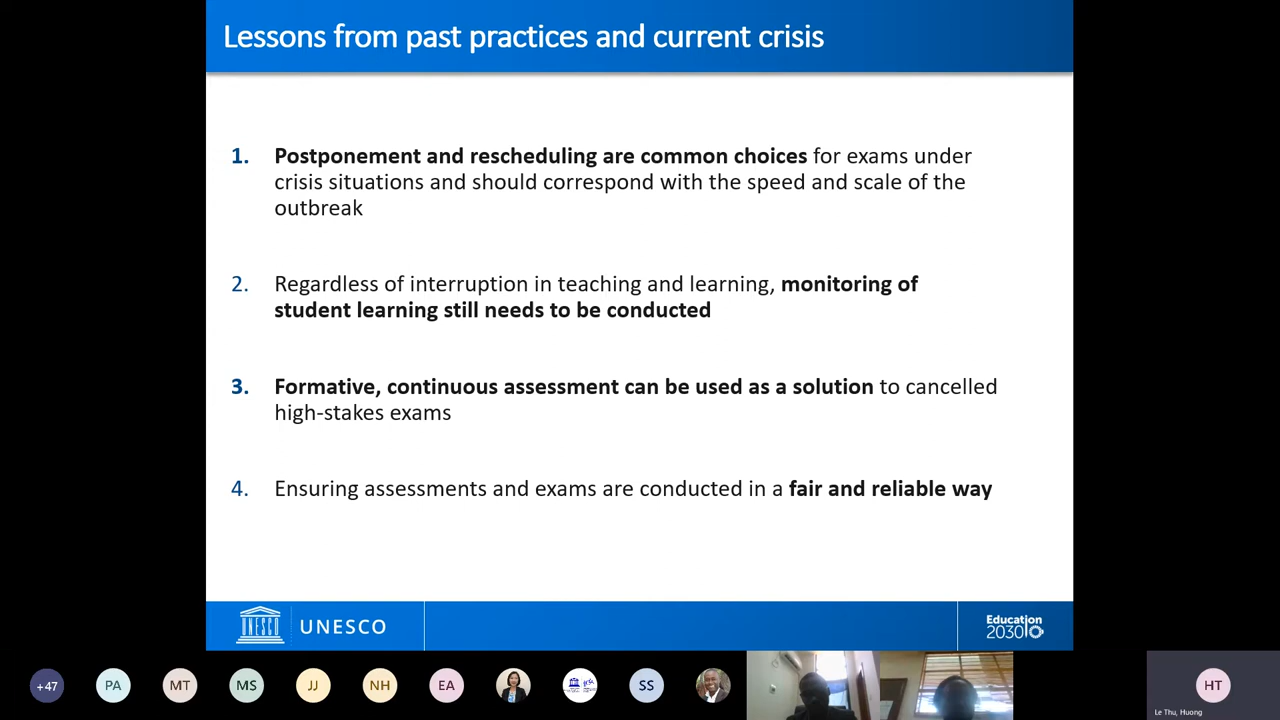 Lessons from past practices and current crisis
1. Postponement and rescheduling are common choices for exams under
crisis situations and should correspond with the speed and scale of the
outbreak
2. Regardless of interruption in teaching and learning, monitoring of
student learning still needs to be conducted
3. Formative, continuous assessment can be used as a solution to cancelled
high-stakes exams
4. Ensuring assessments and exams are conducted in a fair and reliable way
UNESCO
UNESCO
Education
2030
+47
PA
MT
MS
JJ
NH
EA
SS
HT
Le Thu, Huong